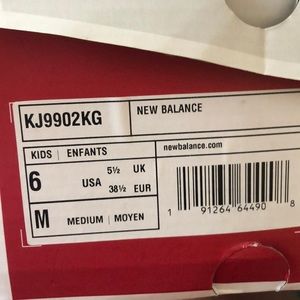 KJ9902KG NEW BALANCE
KIDS | ENFANTS newbalance.com
6 USA 5½ UK
38½ EUR
M MEDIUM | MOYEN
1 91264 64490 8